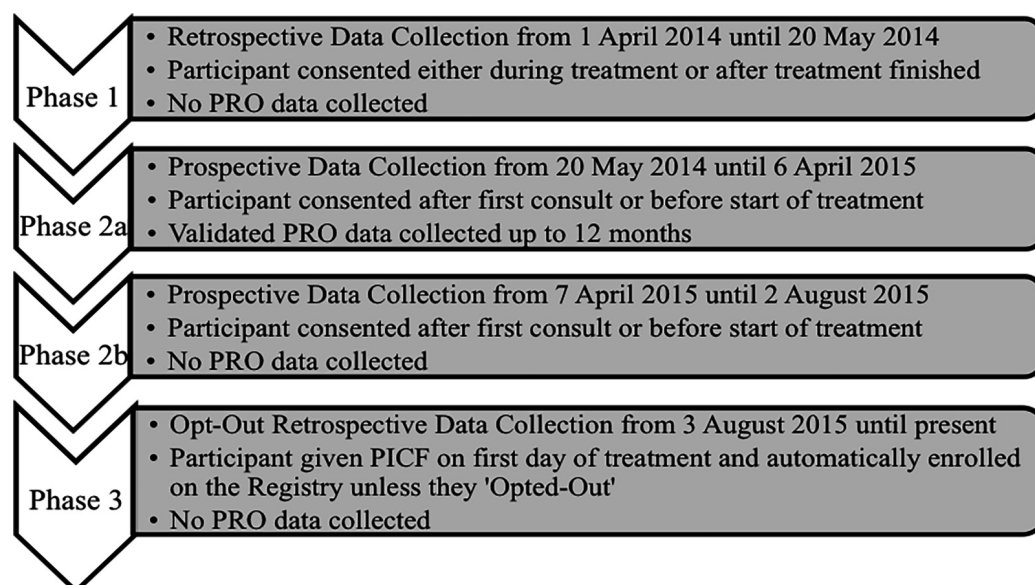 Phase 1
• Retrospective Data Collection from 1 April 2014 until 20 May 2014
• Participant consented either during treatment or after treatment finished
• No PRO data collected
Phase 2a
• Prospective Data Collection from 20 May 2014 until 6 April 2015
• Participant consented after first consult or before start of treatment
• Validated PRO data collected up to 12 months
Phase 2b
• Prospective Data Collection from 7 April 2015 until 2 August 2015
• Participant consented after first consult or before start of treatment
• No PRO data collected
Phase 3
• Opt-Out Retrospective Data Collection from 3 August 2015 until present
• Participant given PICF on first day of treatment and automatically enrolled
on the Registry unless they 'Opted-Out'
• No PRO data collected